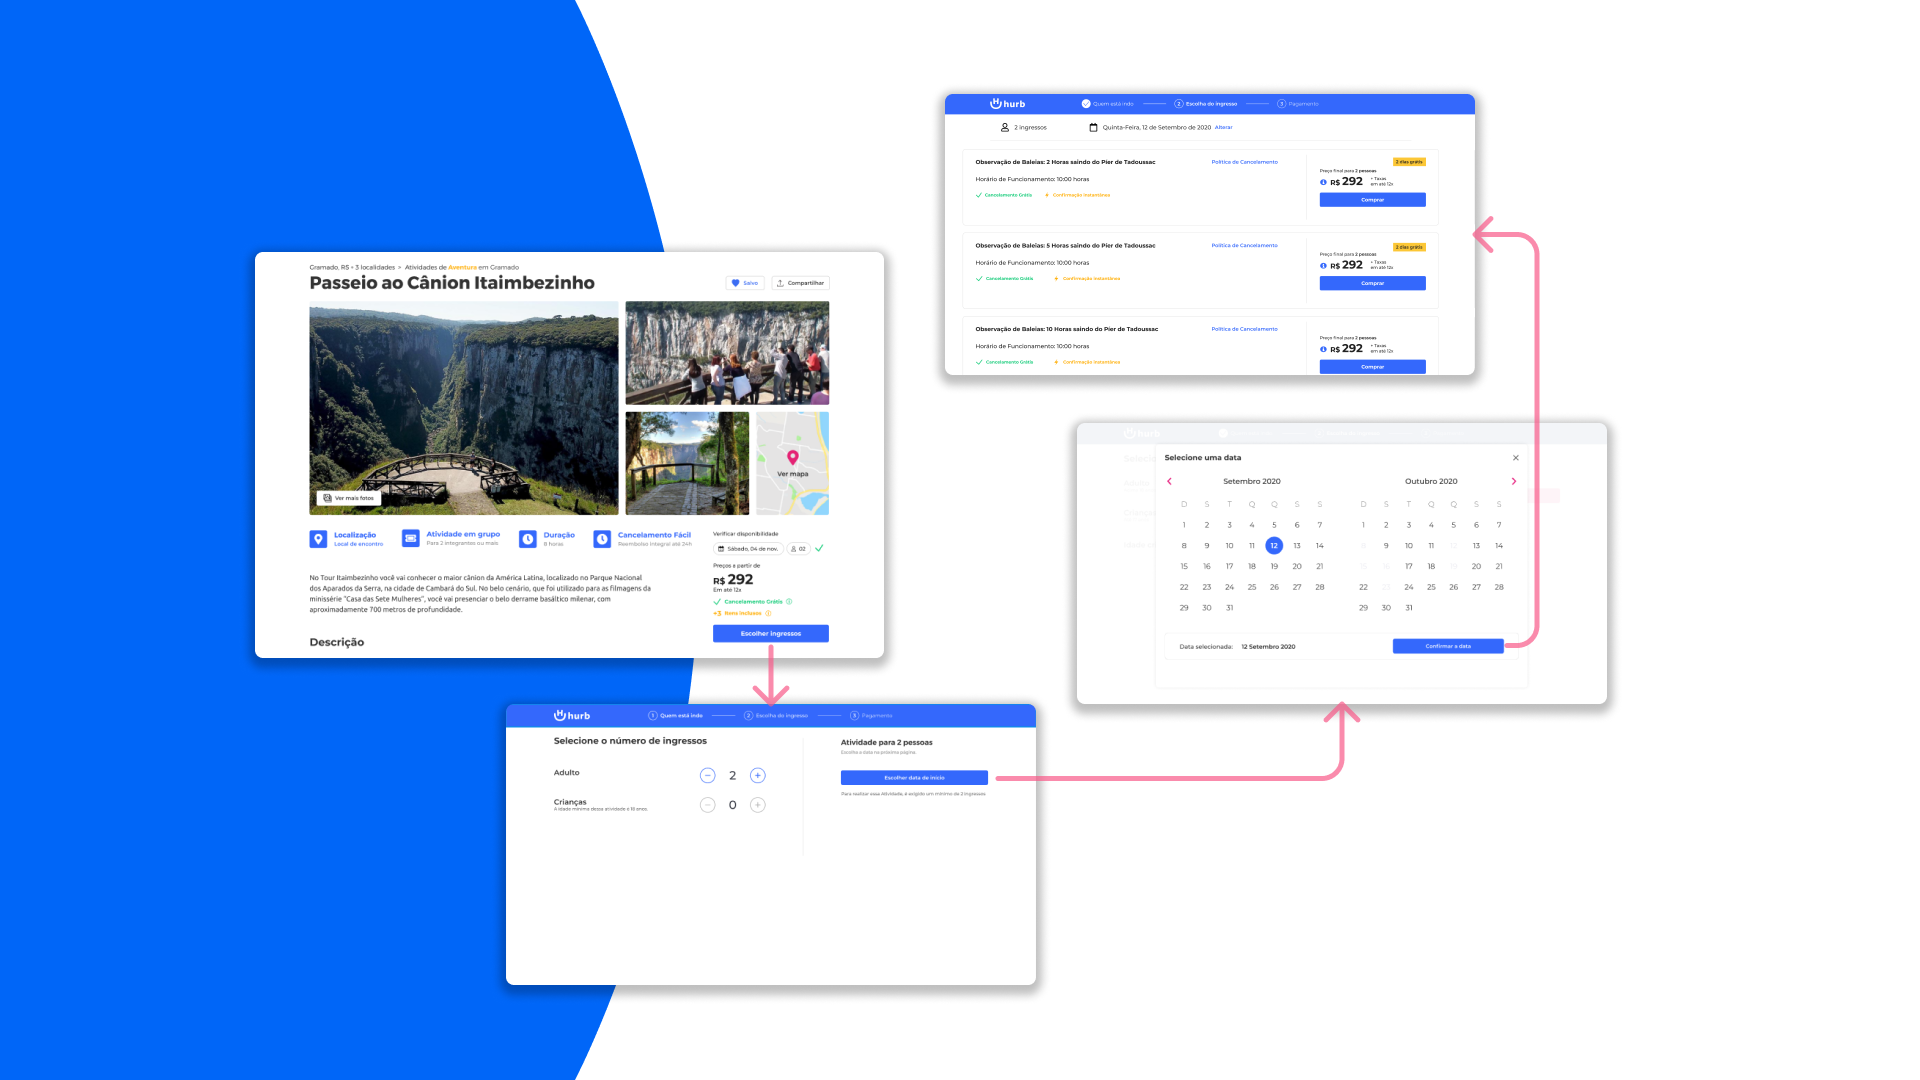 Gramado, RS • 3 localidades > Atividades de Aventura em Gramado
Passeio ao Cânion Itaimbezinho
Salvo
Compartilhar
Ver mais fotos
Ver mapa
Localização
Local de encontro
Atividade em grupo
Para 2 integrantes ou mais
Duração
8 horas
Cancelamento Fácil
Reembolso integral até 24h
No Tour Itaimbezinho você vai conhecer o maior cânion da América Latina, localizado no Parque Nacional
dos Aparados da Serra, na cidade de Cambará do Sul. No belo cenário, que foi utilizado para as filmagens da
minissérie "Casa das Sete Mulheres", você vai presenciar o belo derrame basáltico milenar, com
aproximadamente 700 metros de profundidade.
Descrição
Verificar disponibilidade
Sábado, 04 de nov.
02
Preços a partir de
R$ 292
Em até 12x
Cancelamento Grátis
+3 Itens inclusos
Escolher ingressos
hurb
1 Quem está indo
2 Escolha do ingresso
3 Pagamento
Selecione o número de ingressos
Adulto
− 2 +
Crianças
A idade mínima dessa atividade é 18 anos.
− 0 +
Atividade para 2 pessoas
Escolha a data na próxima página
Escolher data de início
Para realizar essa Atividade, é exigido um mínimo de 2 ingressos
hurb
Selecione uma data
Setembro 2020
D S T Q Q S S
1 2 3 4 5 6 7
8 9 10 11 12 13 14
15 16 17 18 19 20 21
22 23 24 25 26 27 28
29 30 31
Outubro 2020
D S T Q Q S S
1 2 3 4 5 6 7
9 10 11 13 14
17 18 20 21
22 24 25 26 27 28
29 30 31
Data selecionada: 12 Setembro 2020
Confirmar a data
hurb
Quem está indo
2 Escolha do ingresso
3 Pagamento
2 ingressos
Quinta-Feira, 12 de Setembro de 2020 Alterar
Observação de Baleias: 2 Horas saindo do Píer de Tadoussac
Política de Cancelamento
Horário de Funcionamento: 10:00 horas
Cancelamento Grátis
Confirmação Instantânea
2 dias grátis
Preço final para 2 pessoas
R$ 292
+ Taxas
em até 12x
Comprar
Observação de Baleias: 5 Horas saindo do Píer de Tadoussac
Política de Cancelamento
Horário de Funcionamento: 10:00 horas
Cancelamento Grátis
Confirmação Instantânea
2 dias grátis
Preço final para 2 pessoas
R$ 292
+ Taxas
em até 12x
Comprar
Observação de Baleias: 10 Horas saindo do Píer de Tadoussac
Política de Cancelamento
Horário de Funcionamento: 10:00 horas
Cancelamento Grátis
Confirmação Instantânea
Preço final para 2 pessoas
R$ 292
+ Taxas
em até 12x
Comprar